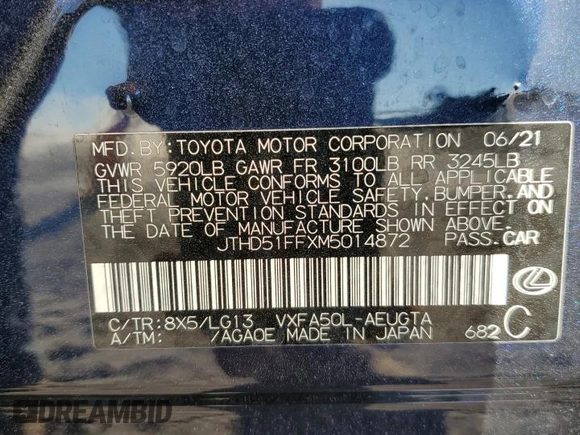 MFD.BY: TOYOTA MOTOR CORPORATION 06/21
GVWR 5920LB GAWR FR 3100LB RR 3245LB
THIS VEHICLE CONFORMS TO ALL APPLICABLE
FEDERAL MOTOR VEHICLE SAFETY,BUMPER,AND
THEFT PREVENTION STANDARDS IN EFFECT ON
THE DATE OF MANUFACTURE SHOWN ABOVE.
JTHD51FFXM5014872 PASS.CAR
C/TR:8X5/LG13 VXFA50L-AEUGTA
A/TM: /AGA0E MADE IN JAPAN 682 C
DREAMBID